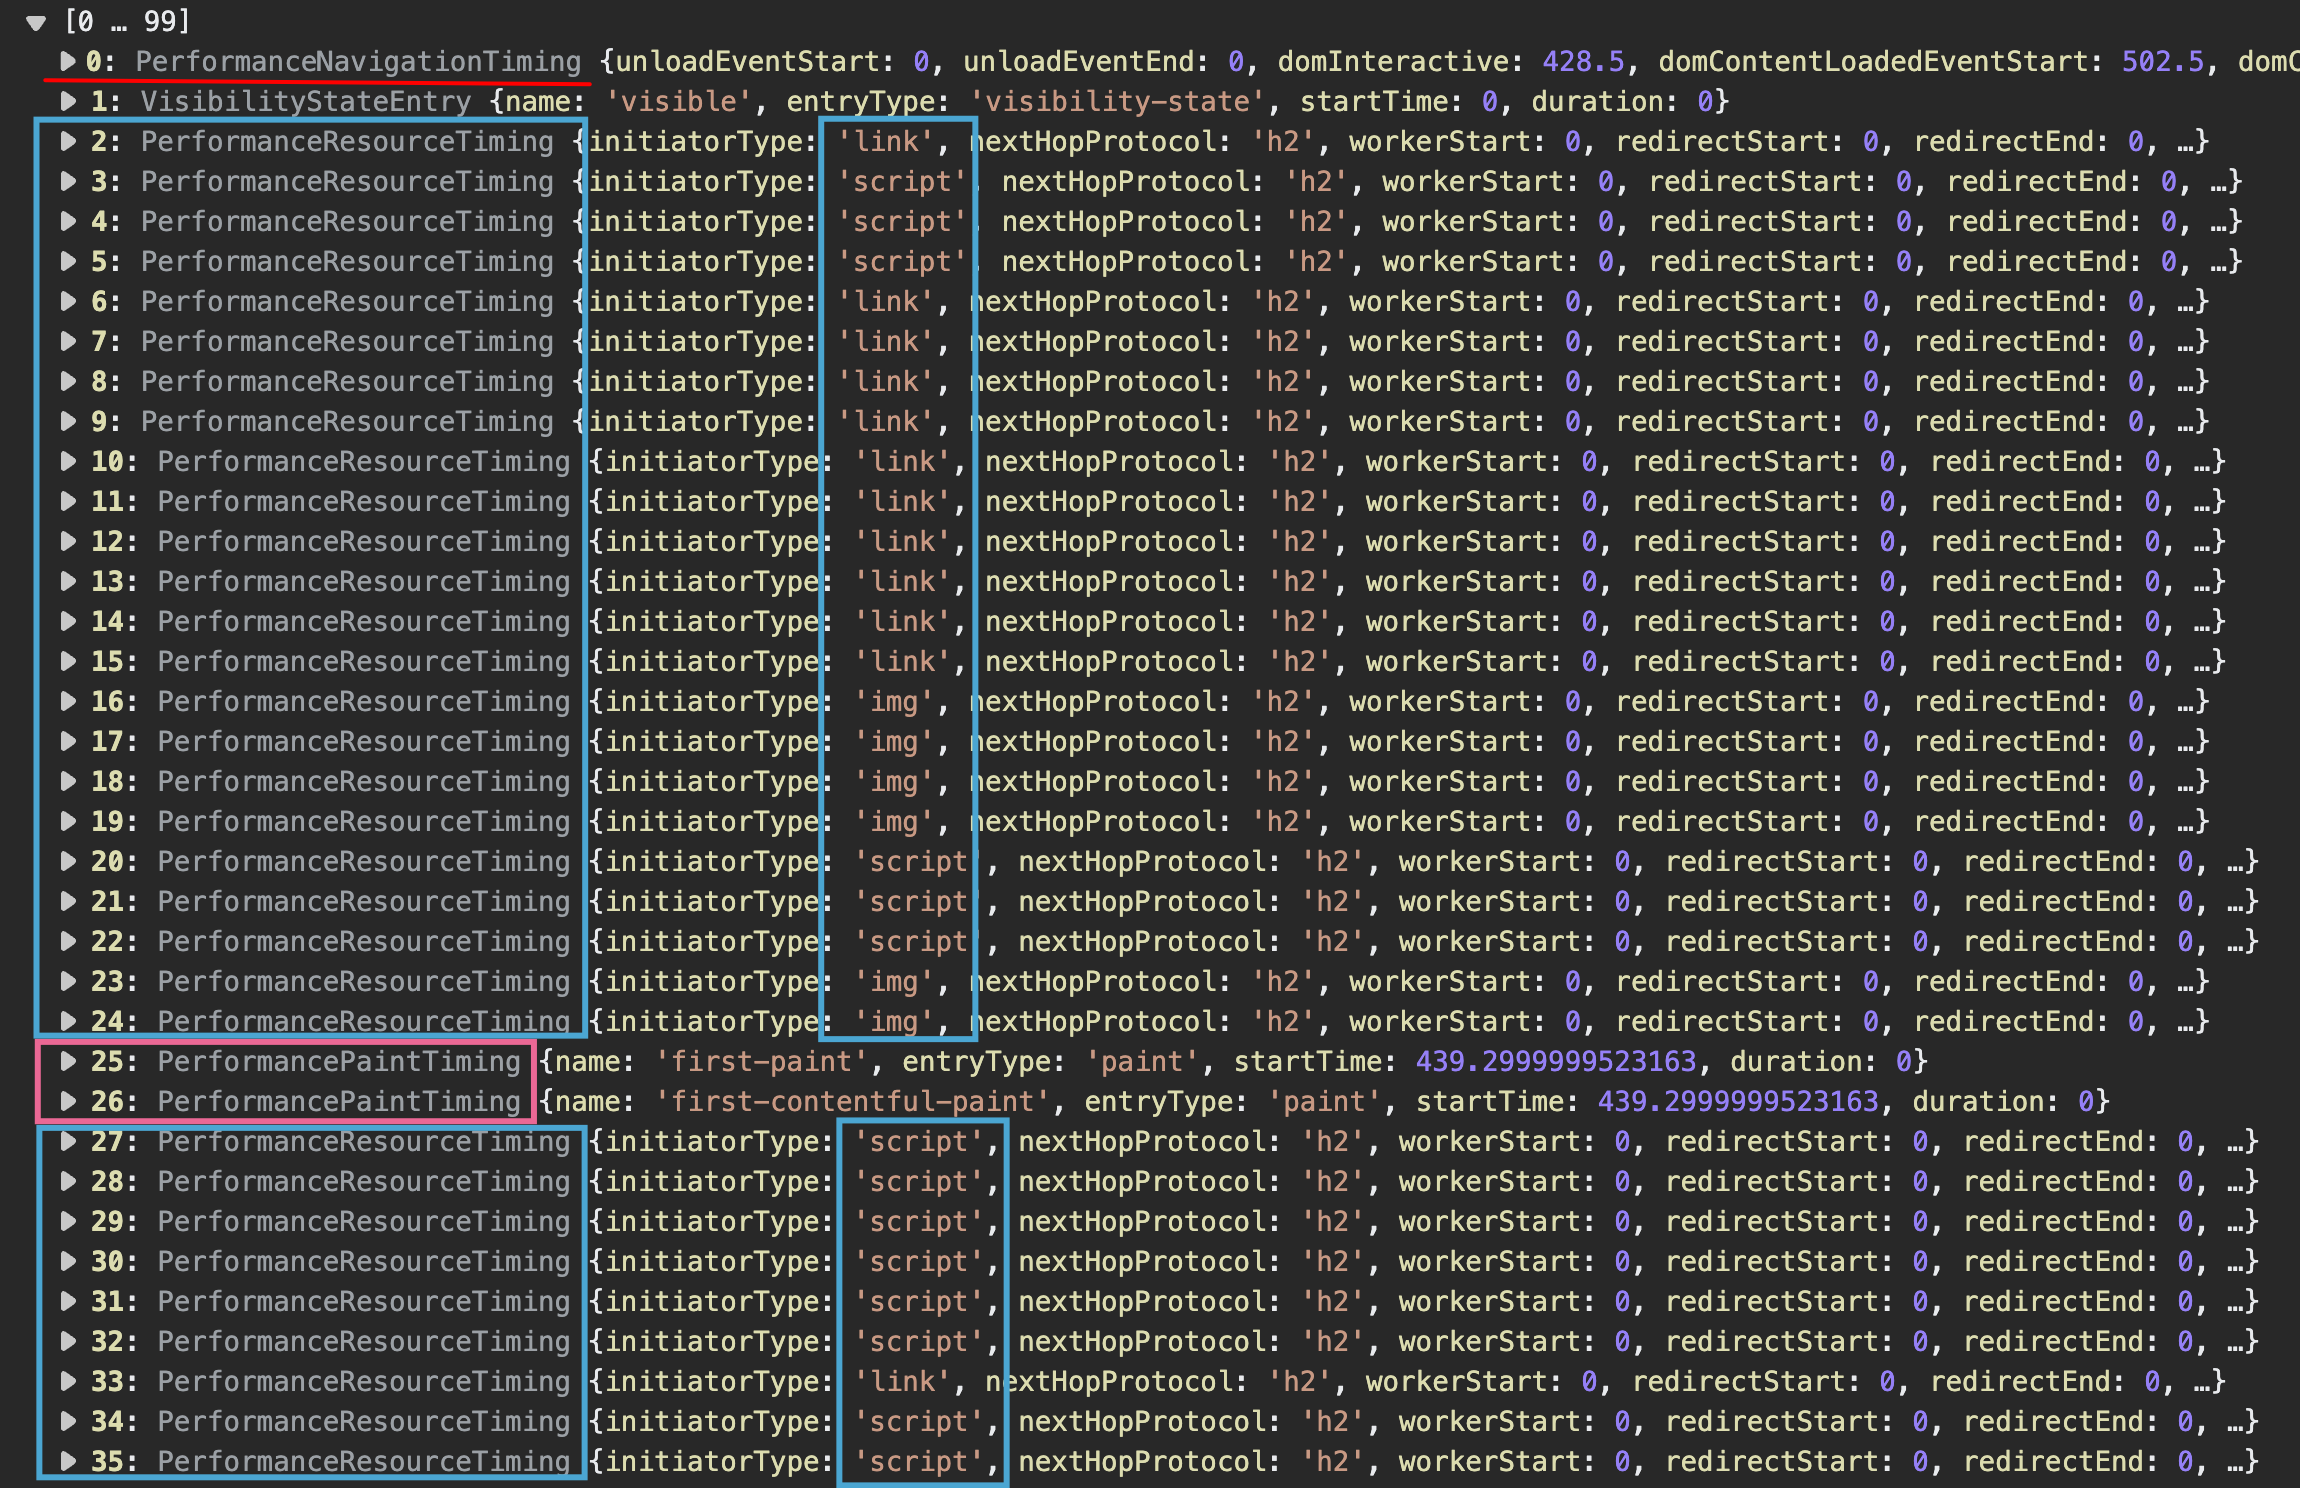 ▼ [0 … 99]
▶ 0: PerformanceNavigationTiming {unloadEventStart: 0, unloadEventEnd: 0, domInteractive: 428.5, domContentLoadedEventStart: 502.5, domC
▶ 1: VisibilityStateEntry {name: 'visible', entryType: 'visibility-state', startTime: 0, duration: 0}
▶ 2: PerformanceResourceTiming {initiatorType: 'link', nextHopProtocol: 'h2', workerStart: 0, redirectStart: 0, redirectEnd: 0, …}
▶ 3: PerformanceResourceTiming {initiatorType: 'script', nextHopProtocol: 'h2', workerStart: 0, redirectStart: 0, redirectEnd: 0, …}
▶ 4: PerformanceResourceTiming {initiatorType: 'script', nextHopProtocol: 'h2', workerStart: 0, redirectStart: 0, redirectEnd: 0, …}
▶ 5: PerformanceResourceTiming {initiatorType: 'script', nextHopProtocol: 'h2', workerStart: 0, redirectStart: 0, redirectEnd: 0, …}
▶ 6: PerformanceResourceTiming {initiatorType: 'link', nextHopProtocol: 'h2', workerStart: 0, redirectStart: 0, redirectEnd: 0, …}
▶ 7: PerformanceResourceTiming {initiatorType: 'link', nextHopProtocol: 'h2', workerStart: 0, redirectStart: 0, redirectEnd: 0, …}
▶ 8: PerformanceResourceTiming {initiatorType: 'link', nextHopProtocol: 'h2', workerStart: 0, redirectStart: 0, redirectEnd: 0, …}
▶ 9: PerformanceResourceTiming {initiatorType: 'link', nextHopProtocol: 'h2', workerStart: 0, redirectStart: 0, redirectEnd: 0, …}
▶ 10: PerformanceResourceTiming {initiatorType: 'link', nextHopProtocol: 'h2', workerStart: 0, redirectStart: 0, redirectEnd: 0, …}
▶ 11: PerformanceResourceTiming {initiatorType: 'link', nextHopProtocol: 'h2', workerStart: 0, redirectStart: 0, redirectEnd: 0, …}
▶ 12: PerformanceResourceTiming {initiatorType: 'link', nextHopProtocol: 'h2', workerStart: 0, redirectStart: 0, redirectEnd: 0, …}
▶ 13: PerformanceResourceTiming {initiatorType: 'link', nextHopProtocol: 'h2', workerStart: 0, redirectStart: 0, redirectEnd: 0, …}
▶ 14: PerformanceResourceTiming {initiatorType: 'link', nextHopProtocol: 'h2', workerStart: 0, redirectStart: 0, redirectEnd: 0, …}
▶ 15: PerformanceResourceTiming {initiatorType: 'link', nextHopProtocol: 'h2', workerStart: 0, redirectStart: 0, redirectEnd: 0, …}
▶ 16: PerformanceResourceTiming {initiatorType: 'img', nextHopProtocol: 'h2', workerStart: 0, redirectStart: 0, redirectEnd: 0, …}
▶ 17: PerformanceResourceTiming {initiatorType: 'img', nextHopProtocol: 'h2', workerStart: 0, redirectStart: 0, redirectEnd: 0, …}
▶ 18: PerformanceResourceTiming {initiatorType: 'img', nextHopProtocol: 'h2', workerStart: 0, redirectStart: 0, redirectEnd: 0, …}
▶ 19: PerformanceResourceTiming {initiatorType: 'img', nextHopProtocol: 'h2', workerStart: 0, redirectStart: 0, redirectEnd: 0, …}
▶ 20: PerformanceResourceTiming {initiatorType: 'script', nextHopProtocol: 'h2', workerStart: 0, redirectStart: 0, redirectEnd: 0, …}
▶ 21: PerformanceResourceTiming {initiatorType: 'script', nextHopProtocol: 'h2', workerStart: 0, redirectStart: 0, redirectEnd: 0, …}
▶ 22: PerformanceResourceTiming {initiatorType: 'script', nextHopProtocol: 'h2', workerStart: 0, redirectStart: 0, redirectEnd: 0, …}
▶ 23: PerformanceResourceTiming {initiatorType: 'img', nextHopProtocol: 'h2', workerStart: 0, redirectStart: 0, redirectEnd: 0, …}
▶ 24: PerformanceResourceTiming {initiatorType: 'img', nextHopProtocol: 'h2', workerStart: 0, redirectStart: 0, redirectEnd: 0, …}
▶ 25: PerformancePaintTiming {name: 'first-paint', entryType: 'paint', startTime: 439.2999999523163, duration: 0}
▶ 26: PerformancePaintTiming {name: 'first-contentful-paint', entryType: 'paint', startTime: 439.2999999523163, duration: 0}
▶ 27: PerformanceResourceTiming {initiatorType: 'script', nextHopProtocol: 'h2', workerStart: 0, redirectStart: 0, redirectEnd: 0, …}
▶ 28: PerformanceResourceTiming {initiatorType: 'script', nextHopProtocol: 'h2', workerStart: 0, redirectStart: 0, redirectEnd: 0, …}
▶ 29: PerformanceResourceTiming {initiatorType: 'script', nextHopProtocol: 'h2', workerStart: 0, redirectStart: 0, redirectEnd: 0, …}
▶ 30: PerformanceResourceTiming {initiatorType: 'script', nextHopProtocol: 'h2', workerStart: 0, redirectStart: 0, redirectEnd: 0, …}
▶ 31: PerformanceResourceTiming {initiatorType: 'script', nextHopProtocol: 'h2', workerStart: 0, redirectStart: 0, redirectEnd: 0, …}
▶ 32: PerformanceResourceTiming {initiatorType: 'script', nextHopProtocol: 'h2', workerStart: 0, redirectStart: 0, redirectEnd: 0, …}
▶ 33: PerformanceResourceTiming {initiatorType: 'link', nextHopProtocol: 'h2', workerStart: 0, redirectStart: 0, redirectEnd: 0, …}
▶ 34: PerformanceResourceTiming {initiatorType: 'script', nextHopProtocol: 'h2', workerStart: 0, redirectStart: 0, redirectEnd: 0, …}
▶ 35: PerformanceResourceTiming {initiatorType: 'script', nextHopProtocol: 'h2', workerStart: 0, redirectStart: 0, redirectEnd: 0, …}